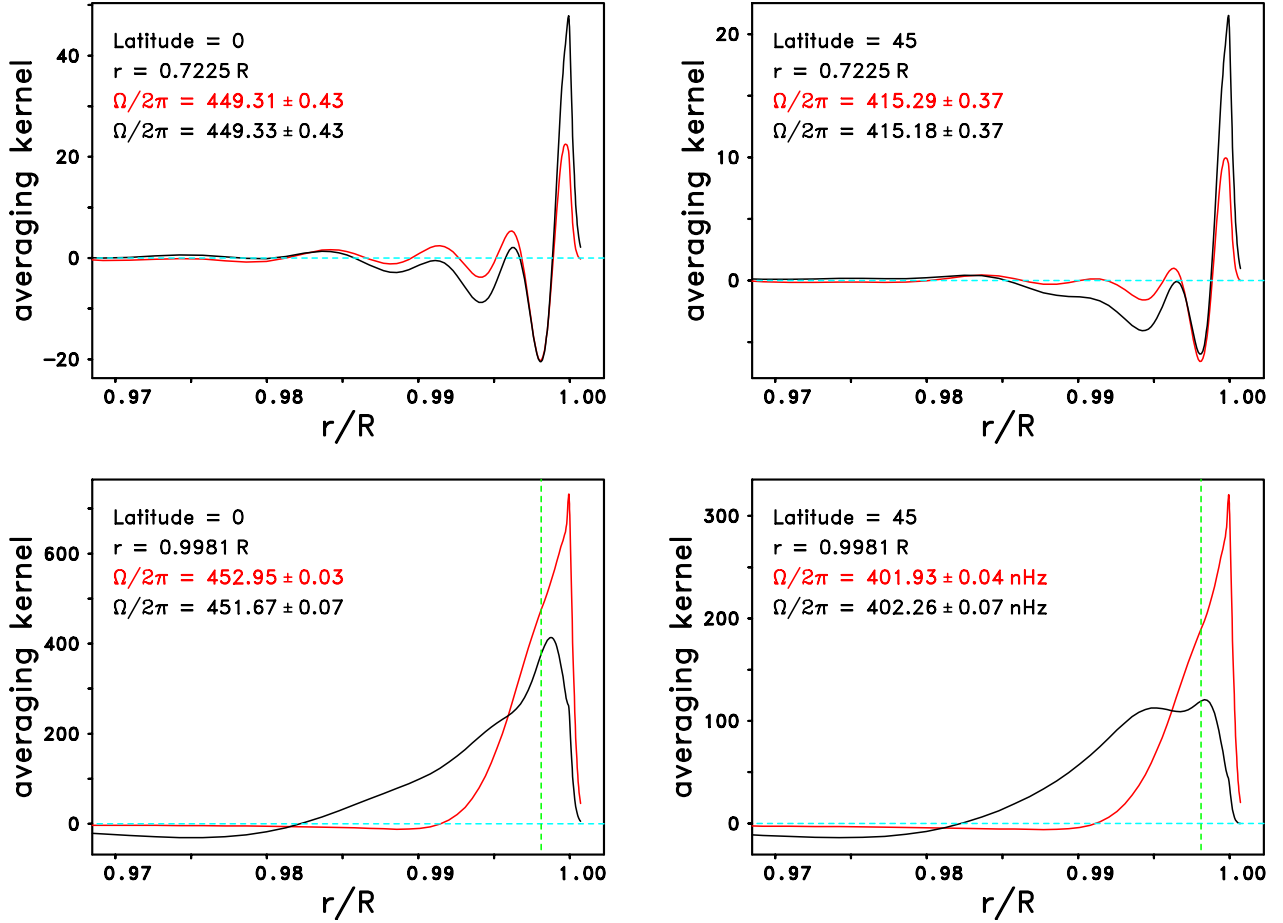 Latitude = 0
r = 0.7225 R
Ω/2π = 449.31 ± 0.43
Ω/2π = 449.33 ± 0.43
averaging kernel
40
20
0
−20
0.97
0.98
0.99
1.00
r/R
Latitude = 45
r = 0.7225 R
Ω/2π = 415.29 ± 0.37
Ω/2π = 415.18 ± 0.37
averaging kernel
20
10
0
0.97
0.98
0.99
1.00
r/R
Latitude = 0
r = 0.9981 R
Ω/2π = 452.95 ± 0.03
Ω/2π = 451.67 ± 0.07
averaging kernel
600
400
200
0
0.97
0.98
0.99
1.00
r/R
Latitude = 45
r = 0.9981 R
Ω/2π = 401.93 ± 0.04 nHz
Ω/2π = 402.26 ± 0.07 nHz
averaging kernel
300
200
100
0
0.97
0.98
0.99
1.00
r/R